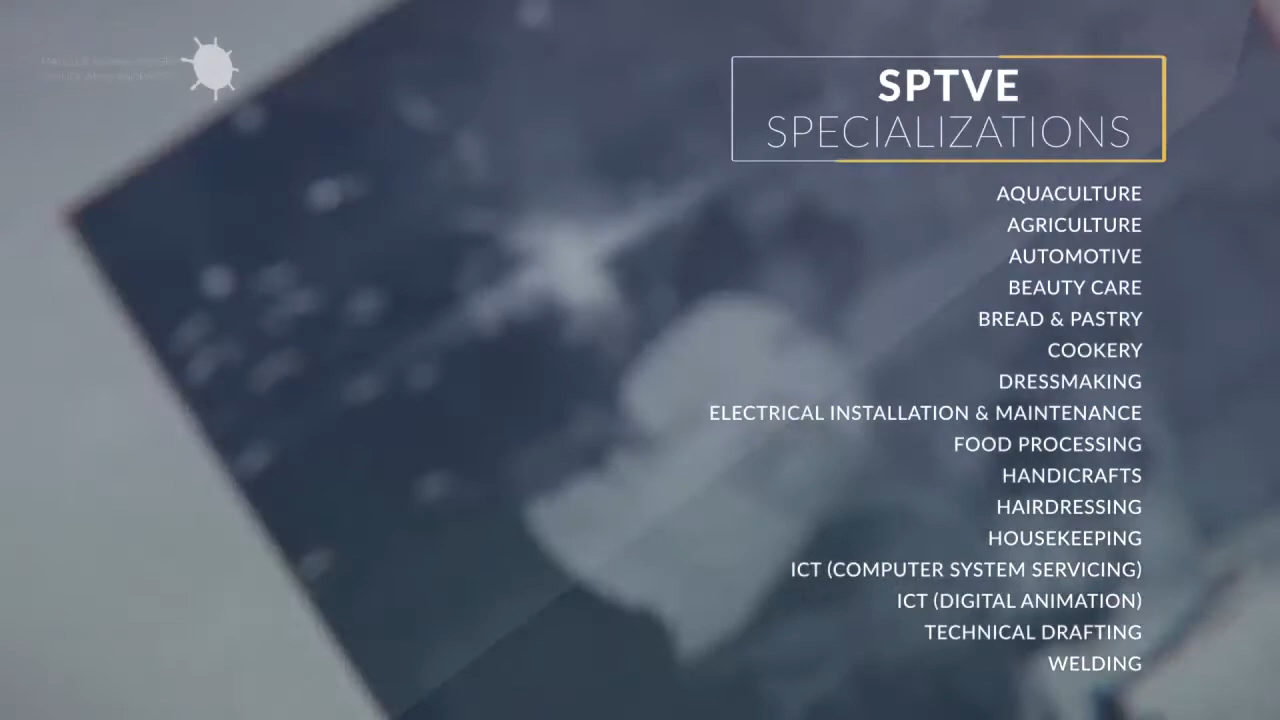 SPTVE
SPECIALIZATIONS
AQUACULTURE
AGRICULTURE
AUTOMOTIVE
BEAUTY CARE
BREAD & PASTRY
COOKERY
DRESSMAKING
ELECTRICAL INSTALLATION & MAINTENANCE
FOOD PROCESSING
HANDICRAFTS
HAIRDRESSING
HOUSEKEEPING
ICT (COMPUTER SYSTEM SERVICING)
ICT (DIGITAL ANIMATION)
TECHNICAL DRAFTING
WELDING